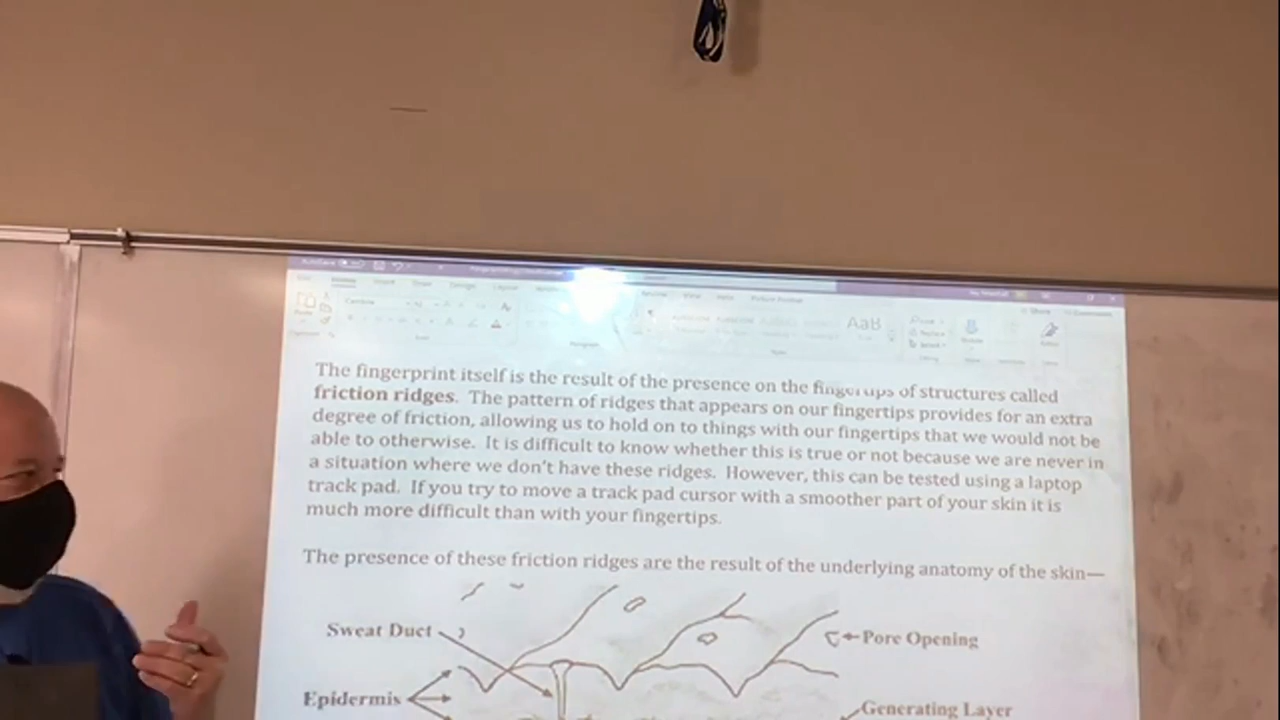 Picture Format
Share
AaB
The fingerprint itself is the result of the presence on the fingertips of structures called
friction ridges. The pattern of ridges that appears on our fingertips provides for an extra
degree of friction, allowing us to hold on to things with our fingertips that we would not be
able to otherwise. It is difficult to know whether this is true or not because we are never in
a situation where we don't have these ridges. However, this can be tested using a laptop
track pad. If you try to move a track pad cursor with a smoother part of your skin it is
much more difficult than with your fingertips.
The presence of these friction ridges are the result of the underlying anatomy of the skin—
Sweat Duct
Pore Opening
Epidermis
Generating Layer